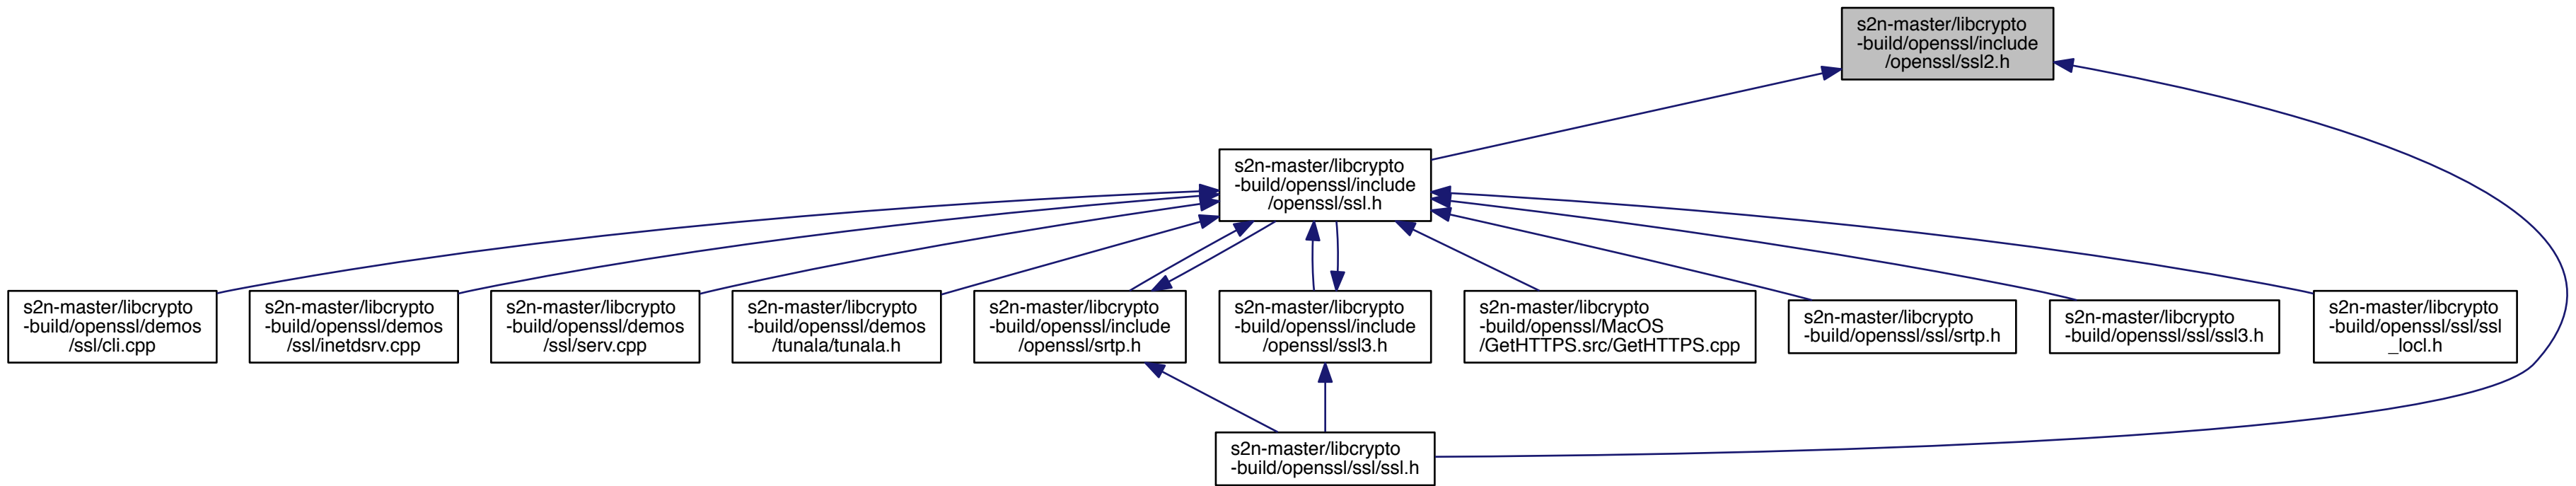 s2n-master/libcrypto
-build/openssl/include
/openssl/ssl2.h
s2n-master/libcrypto
-build/openssl/include
/openssl/ssl.h
s2n-master/libcrypto
-build/openssl/demos
/ssl/cli.cpp
s2n-master/libcrypto
-build/openssl/demos
/ssl/inetdsrv.cpp
s2n-master/libcrypto
-build/openssl/demos
/ssl/serv.cpp
s2n-master/libcrypto
-build/openssl/demos
/tunala/tunala.h
s2n-master/libcrypto
-build/openssl/include
/openssl/srtp.h
s2n-master/libcrypto
-build/openssl/include
/openssl/ssl3.h
s2n-master/libcrypto
-build/openssl/MacOS
/GetHTTPS.src/GetHTTPS.cpp
s2n-master/libcrypto
-build/openssl/ssl/srtp.h
s2n-master/libcrypto
-build/openssl/ssl/ssl3.h
s2n-master/libcrypto
-build/openssl/ssl/ssl
_locl.h
s2n-master/libcrypto
-build/openssl/ssl/ssl.h